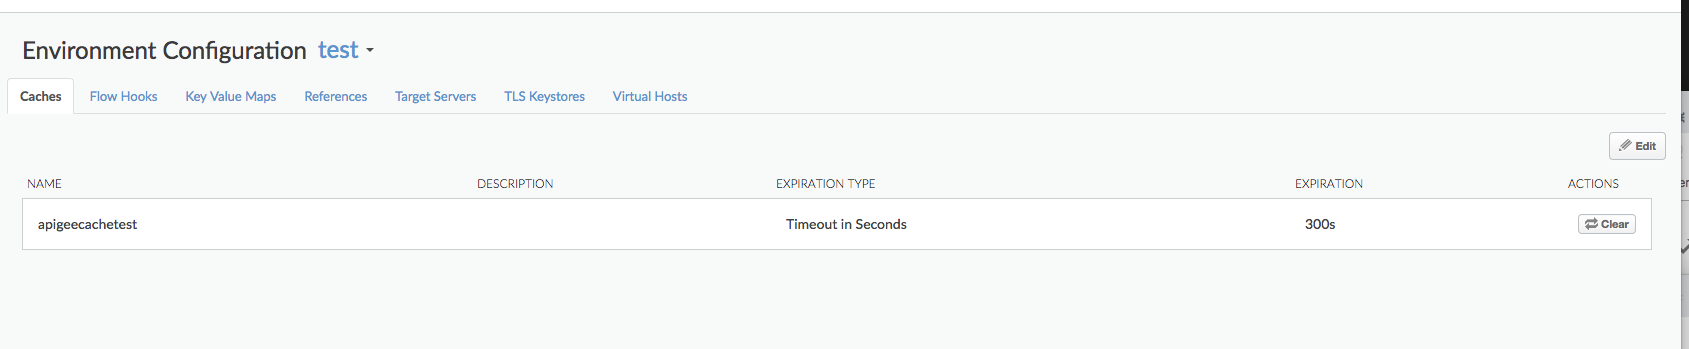 Environment Configuration test
Caches Flow Hooks Key Value Maps References Target Servers TLS Keystores Virtual Hosts
Edit
NAME DESCRIPTION EXPIRATION TYPE EXPIRATION ACTIONS
apigeecachetest Timeout in Seconds 300s Clear